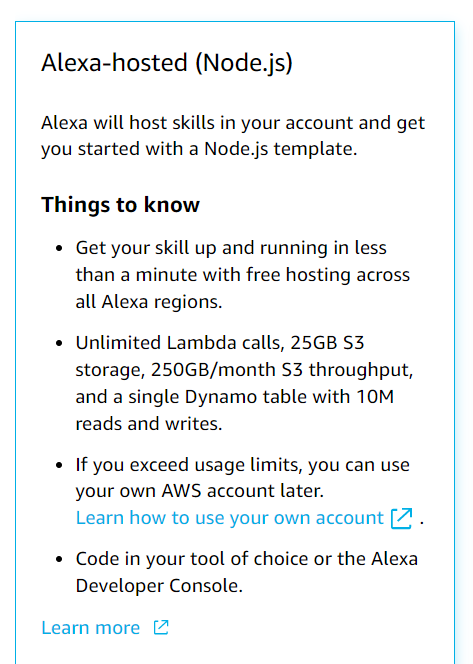 Alexa-hosted (Node.js)
Alexa will host skills in your account and get
you started with a Node.js template.
Things to know
• Get your skill up and running in less
than a minute with free hosting across
all Alexa regions.
• Unlimited Lambda calls, 25GB S3
storage, 250GB/month S3 throughput,
and a single Dynamo table with 10M
reads and writes.
• If you exceed usage limits, you can use
your own AWS account later.
Learn how to use your own account .
• Code in your tool of choice or the Alexa
Developer Console.
Learn more